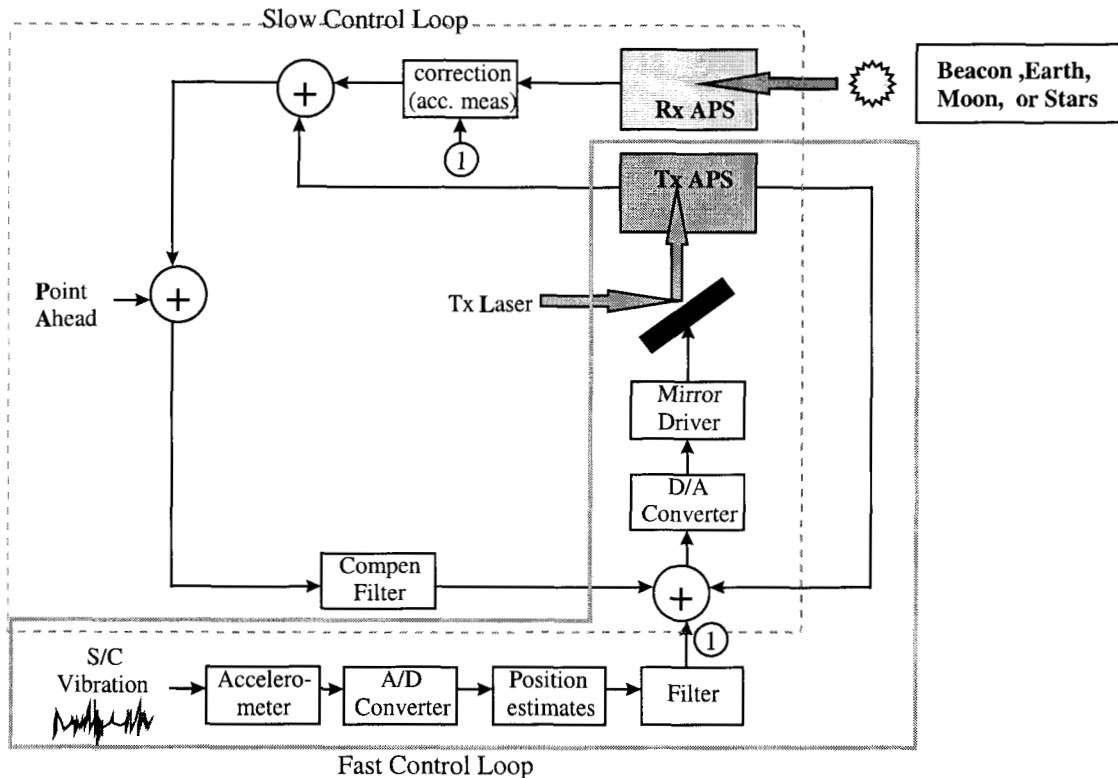 Slow Control Loop
correction
(acc. meas)
Rx APS
Beacon ,Earth,
Moon, or Stars
1
Tx APS
+
+
Point
Ahead
Tx Laser
Mirror
Driver
D/A
Converter
Compen
Filter
+
1
S/C
Vibration
Accelero-
meter
A/D
Converter
Position
estimates
Filter
Fast Control Loop